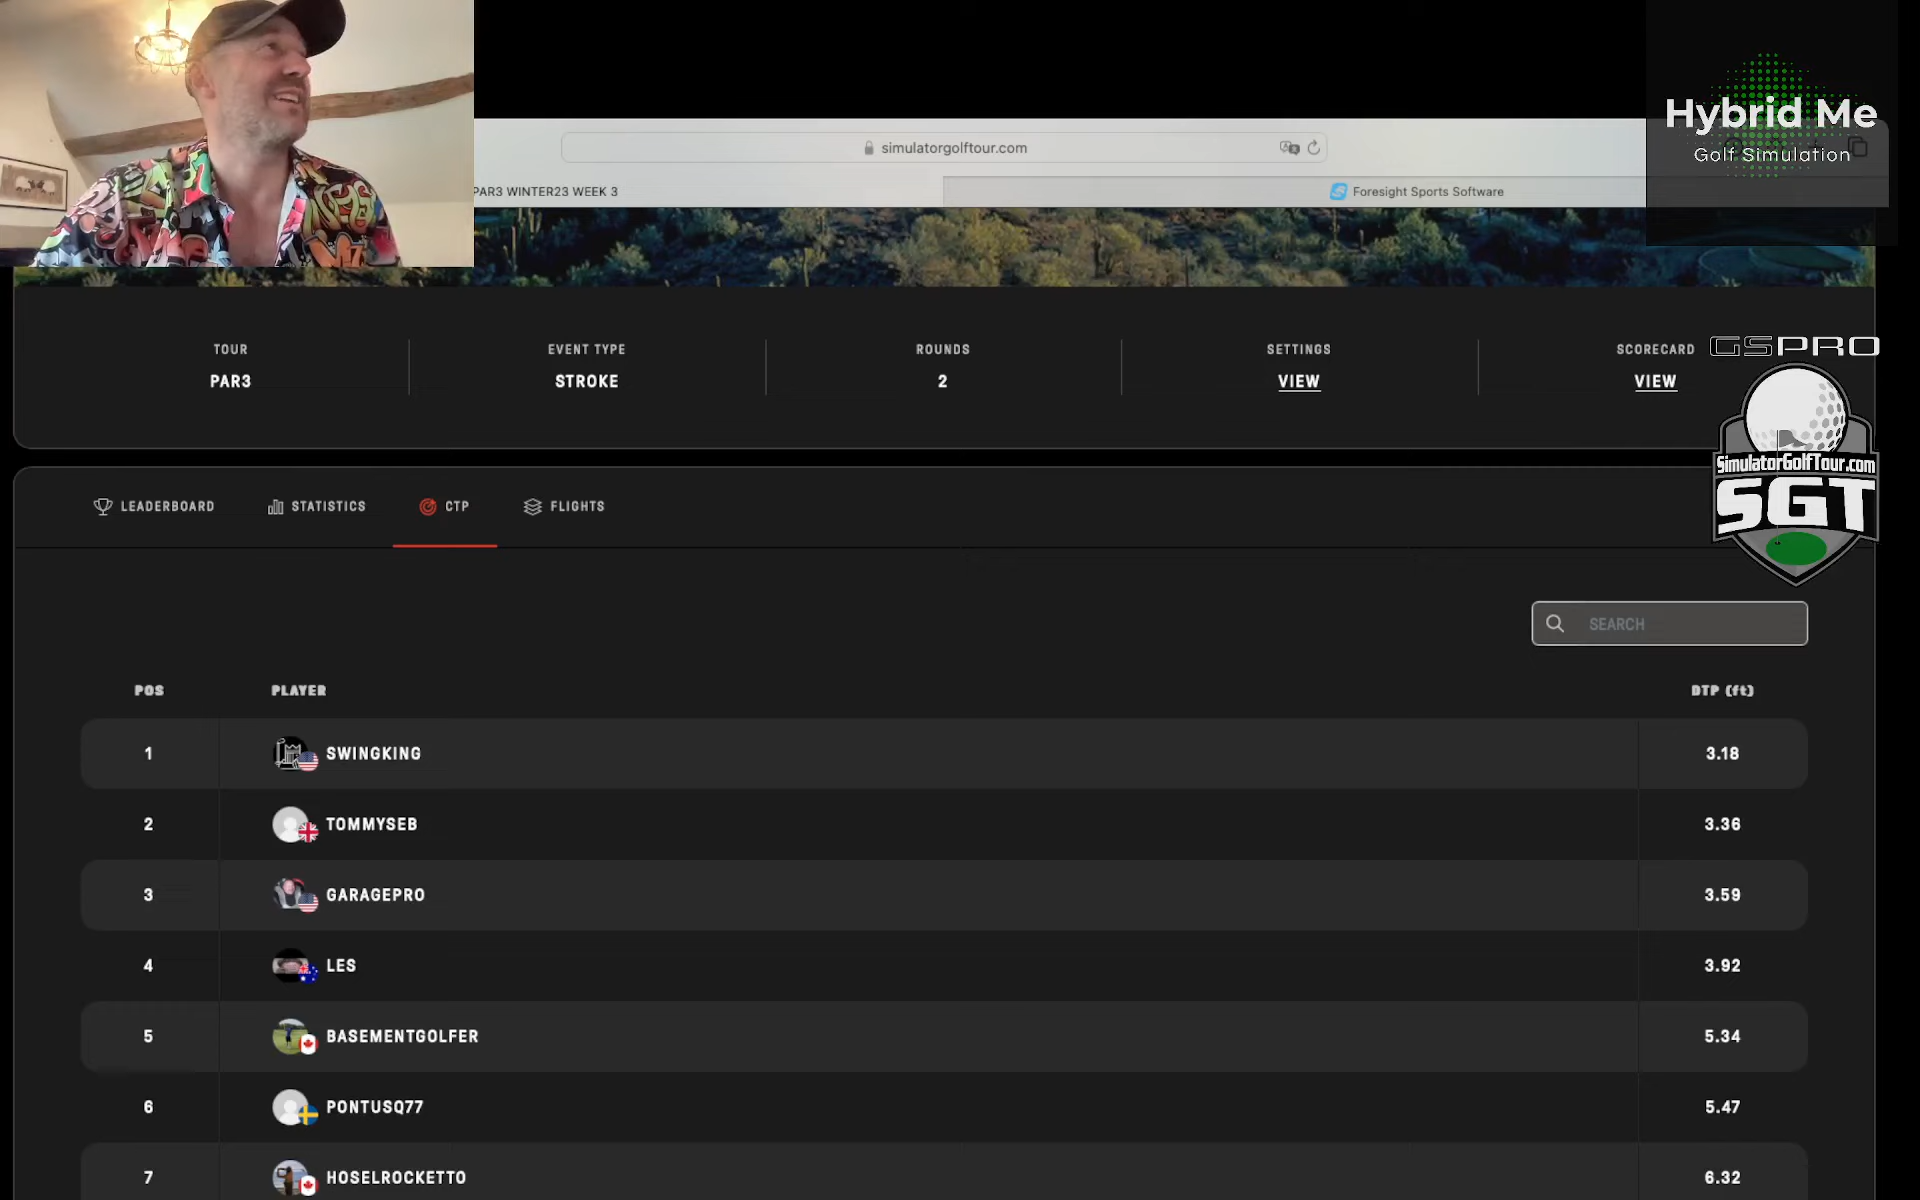 Hybrid Me
Golf Simulation
simulatorgolftour.com
PAR3 WINTER23 WEEK 3
Foresight Sports Software
TOUR
PAR3
EVENT TYPE
STROKE
ROUNDS
2
SETTINGS
VIEW
SCORECARD
VIEW
GSPRO
SimulatorGolfTour.com
SGT
LEADERBOARD
STATISTICS
CTP
FLIGHTS
SEARCH
POS PLAYER DTP (ft)
1 SWINGKING 3.18
2 TOMMYSEB 3.36
3 GARAGEPRO 3.59
4 LES 3.92
5 BASEMENTGOLFER 5.34
6 PONTUSQ77 5.47
7 HOSELROCKETTO 6.32